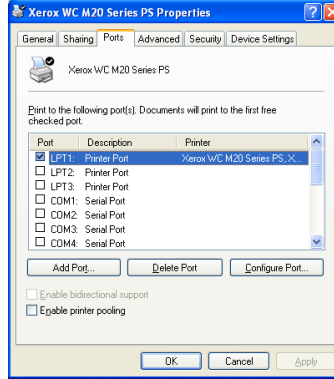 Xerox WC M20 Series PS Properties
General Sharing Ports Advanced Security Device Settings
Xerox WC M20 Series PS
Print to the following port(s). Documents will print to the first free
checked port.
Port Description Printer
LPT1: Printer Port Xerox WC M20 Series PS, X...
LPT2: Printer Port
LPT3: Printer Port
COM1: Serial Port
COM2: Serial Port
COM3: Serial Port
COM4: Serial Port
Add Port... Delete Port Configure Port...
Enable bidirectional support
Enable printer pooling
OK Cancel Apply